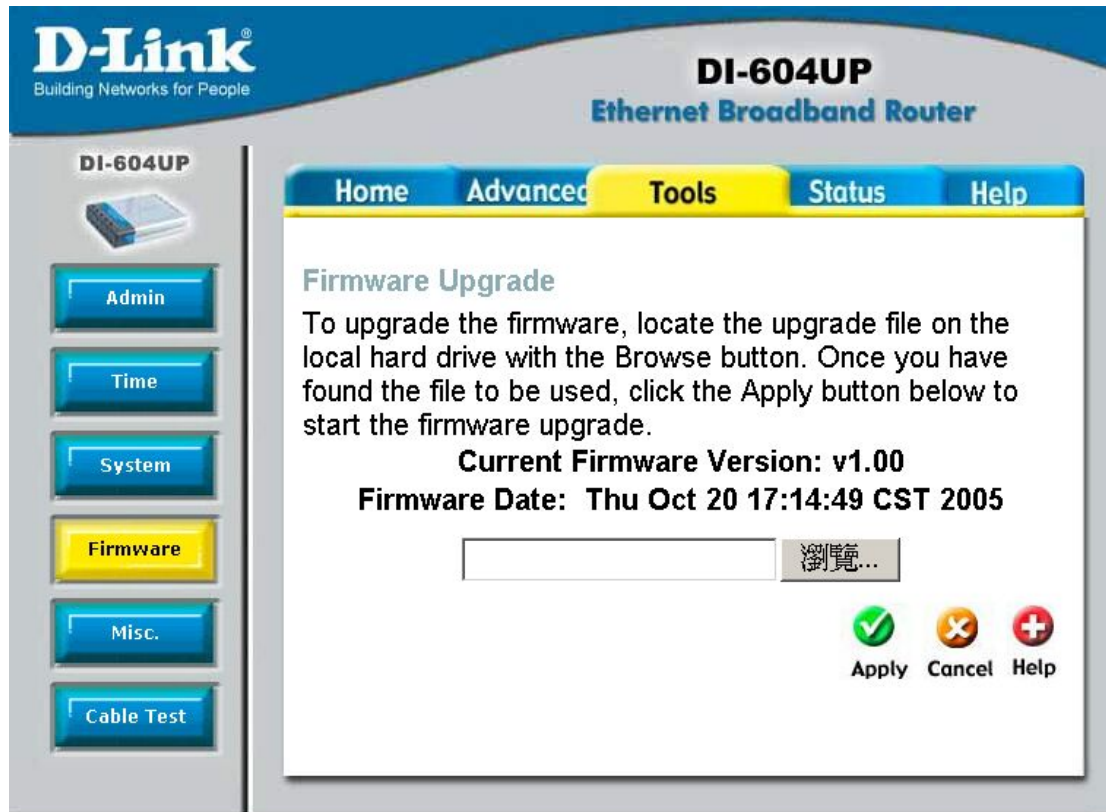 D-Link®
Building Networks for People
DI-604UP
Ethernet Broadband Router
DI-604UP
Home
Advanced
Tools
Status
Help
Admin
Time
System
Firmware
Misc.
Cable Test
Firmware Upgrade
To upgrade the firmware, locate the upgrade file on the
local hard drive with the Browse button. Once you have
found the file to be used, click the Apply button below to
start the firmware upgrade.
Current Firmware Version: v1.00
Firmware Date: Thu Oct 20 17:14:49 CST 2005
瀏覽...
Apply
Cancel
Help